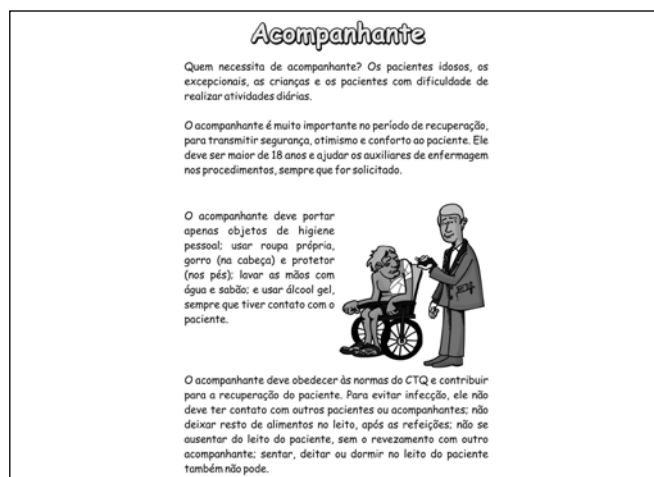 Acompanhante
Quem necessita de acompanhante? Os pacientes idosos, os
excepcionais, as crianças e os pacientes com dificuldade de
realizar atividades diárias.
O acompanhante é muito importante no período de recuperação,
para transmitir segurança, otimismo e conforto ao paciente. Ele
deve ser maior de 18 anos e ajudar os auxiliares de enfermagem
nos procedimentos, sempre que for solicitado.
O acompanhante deve portar
apenas objetos de higiene
pessoal; usar roupa própria,
gorro (na cabeça) e protetor
(nos pés); lavar as mãos com
água e sabão; e usar álcool gel,
sempre que tiver contato com o
paciente.
O acompanhante deve obedecer às normas do CTQ e contribuir
para a recuperação do paciente. Para evitar infecção, ele não
deve ter contato com outros pacientes ou acompanhantes; não
deixar resto de alimentos no leito, após as refeições; não se
ausentar do leito do paciente, sem o revezamento com outro
acompanhante; sentar, deitar ou dormir no leito do paciente
também não pode.